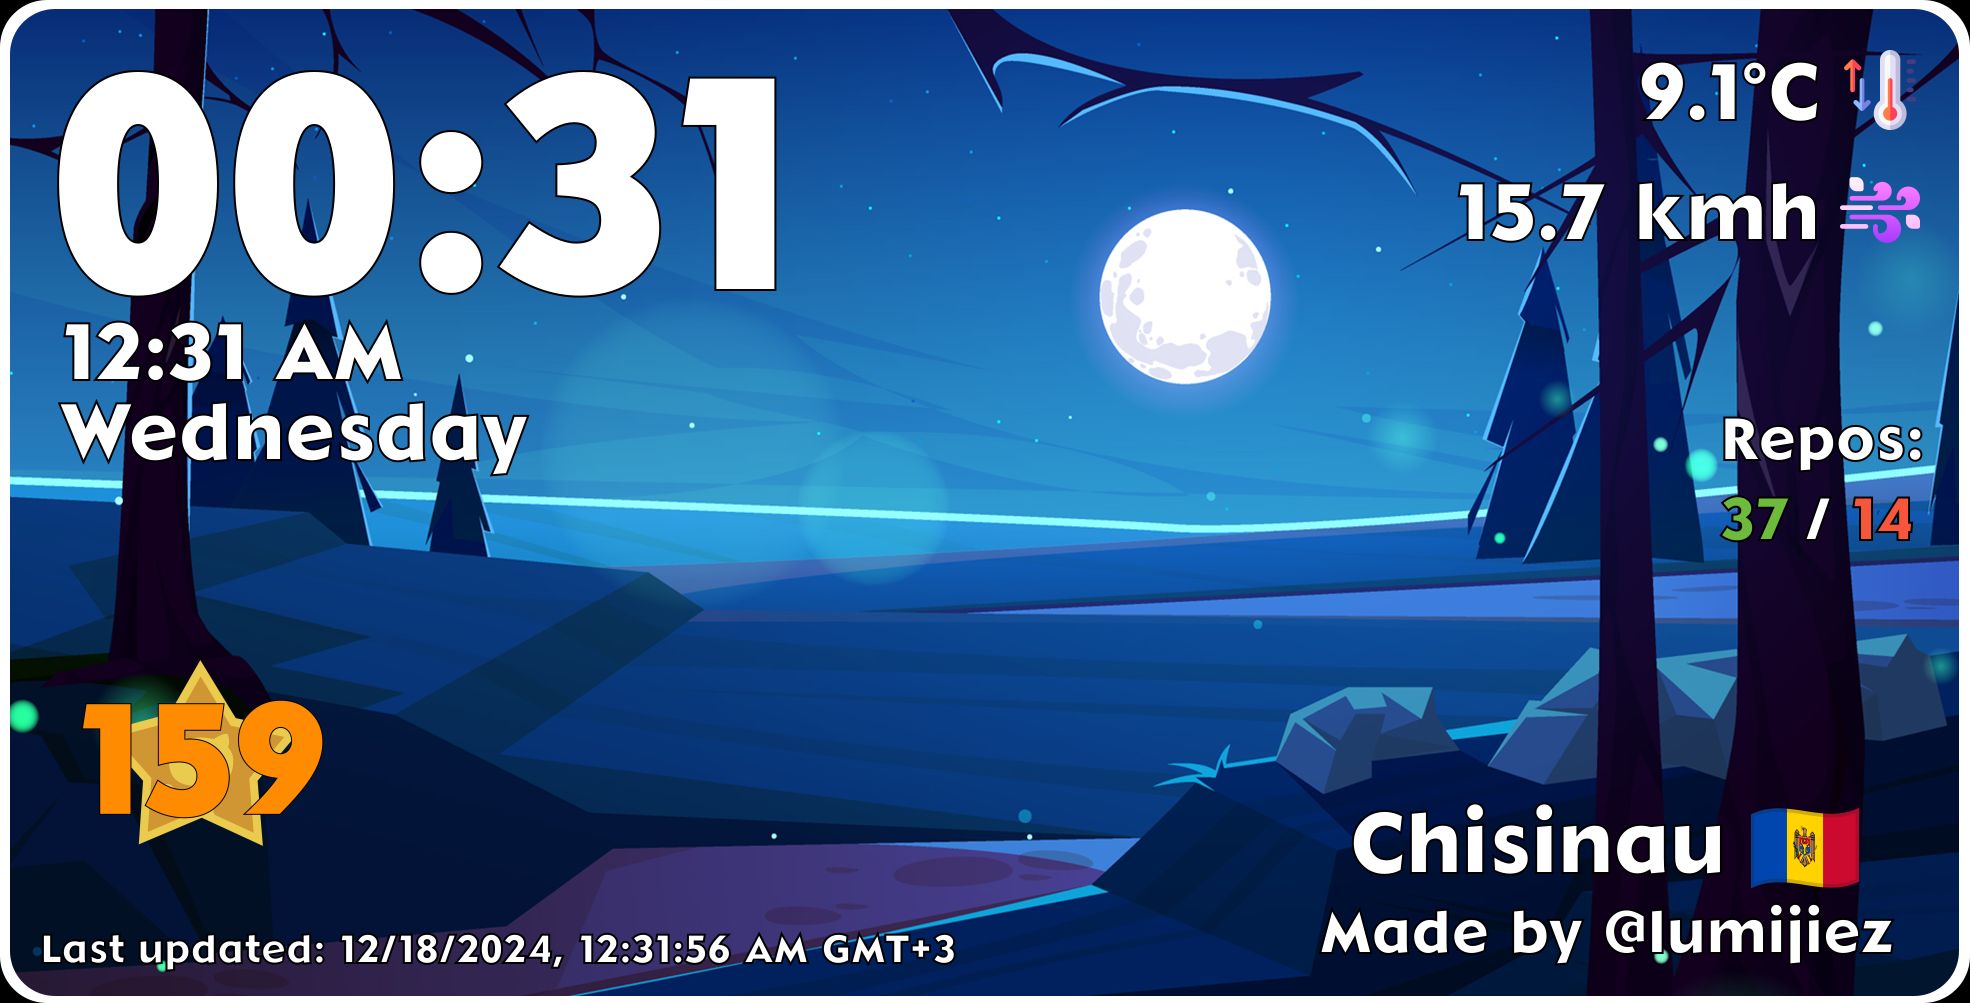 00:31
12:31 AM
Wednesday
9.1°C
15.7 kmh
Repos:
37 / 14
159
Chisinau
Made by @lumijiez
Last updated: 12/18/2024, 12:31:56 AM GMT+3